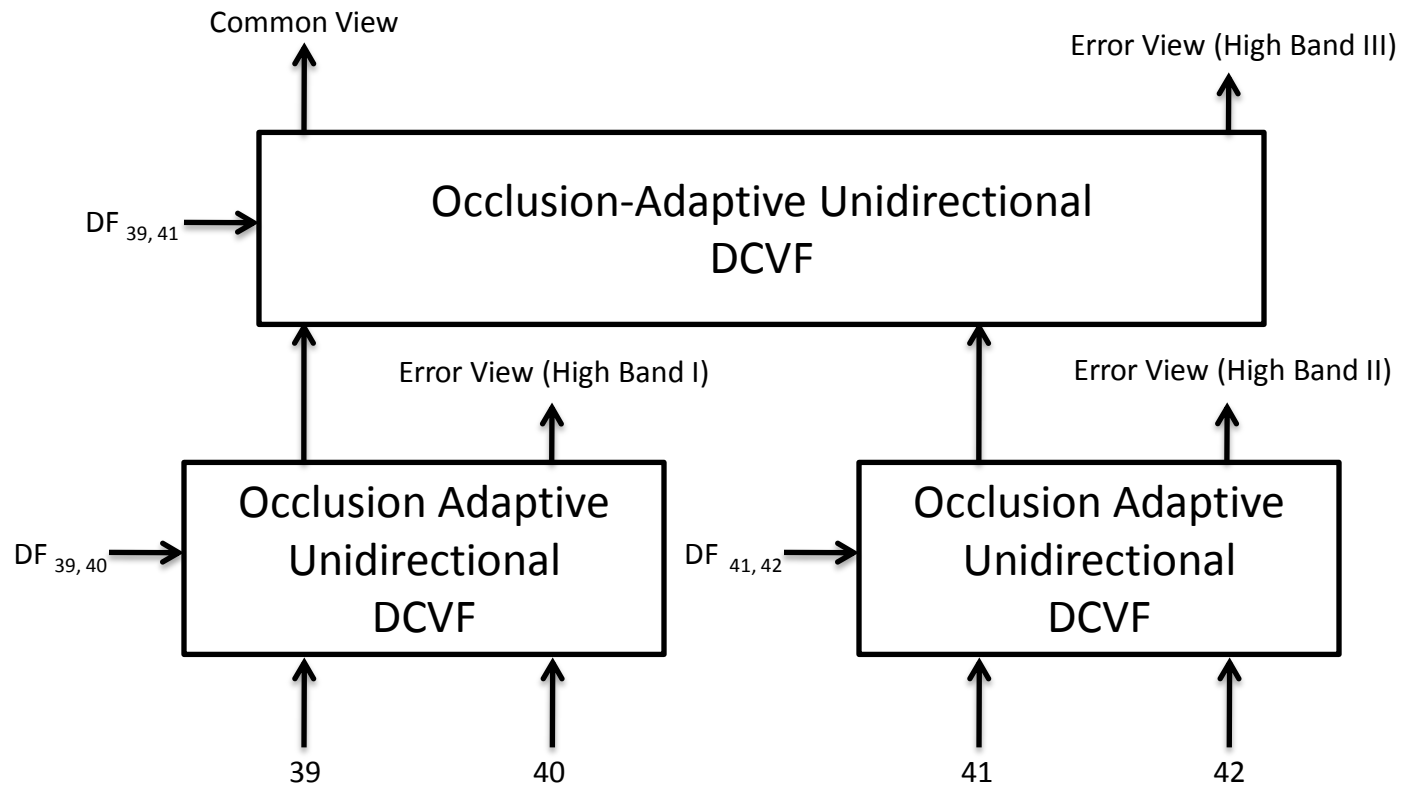 Common View
Error View (High Band III)
Occlusion-Adaptive Unidirectional
DCVF
DF 39, 41
Error View (High Band I)
Error View (High Band II)
Occlusion Adaptive
Unidirectional
DCVF
DF 39, 40
Occlusion Adaptive
Unidirectional
DCVF
DF 41, 42
39
40
41
42